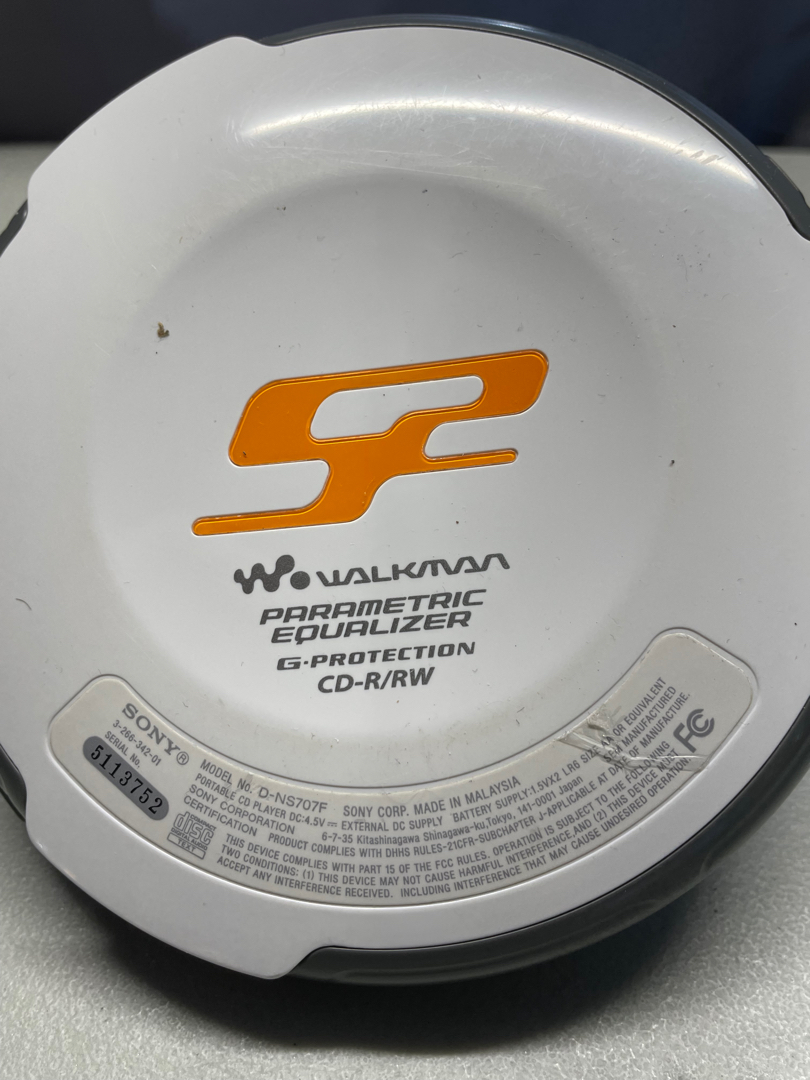 WALKMAN
PARAMETRIC
EQUALIZER
G-PROTECTION
CD-R/RW
SONY®
3-266-342-01
SERIAL No.
5113752
MODEL No. D-NS707F SONY CORP. MADE IN MALAYSIA
PORTABLE CD PLAYER DC:4.5V EXTERNAL DC SUPPLY BATTERY SUPPLY:1.5VX2 LR6 SIZE OR EQUIVALENT
SONY CORPORATION 6-7-35 Kitashinagawa Shinagawa-ku,Tokyo, 141-0001 Japan MANUFACTURED
CERTIFICATION PRODUCT COMPLIES WITH DHHS RULES-21CFR-SUBCHAPTER J-APPLICABLE AT DATE OF MANUFACTURE.
THIS DEVICE COMPLIES WITH PART 15 OF THE FCC RULES. OPERATION IS SUBJECT TO THE FOLLOWING
TWO CONDITIONS: (1) THIS DEVICE MAY NOT CAUSE HARMFUL INTERFERENCE AND (2) THIS DEVICE MUST
ACCEPT ANY INTERFERENCE RECEIVED. INCLUDING INTERFERENCE THAT MAY CAUSE UNDESIRED OPERATION.
disc
TEXT
FC